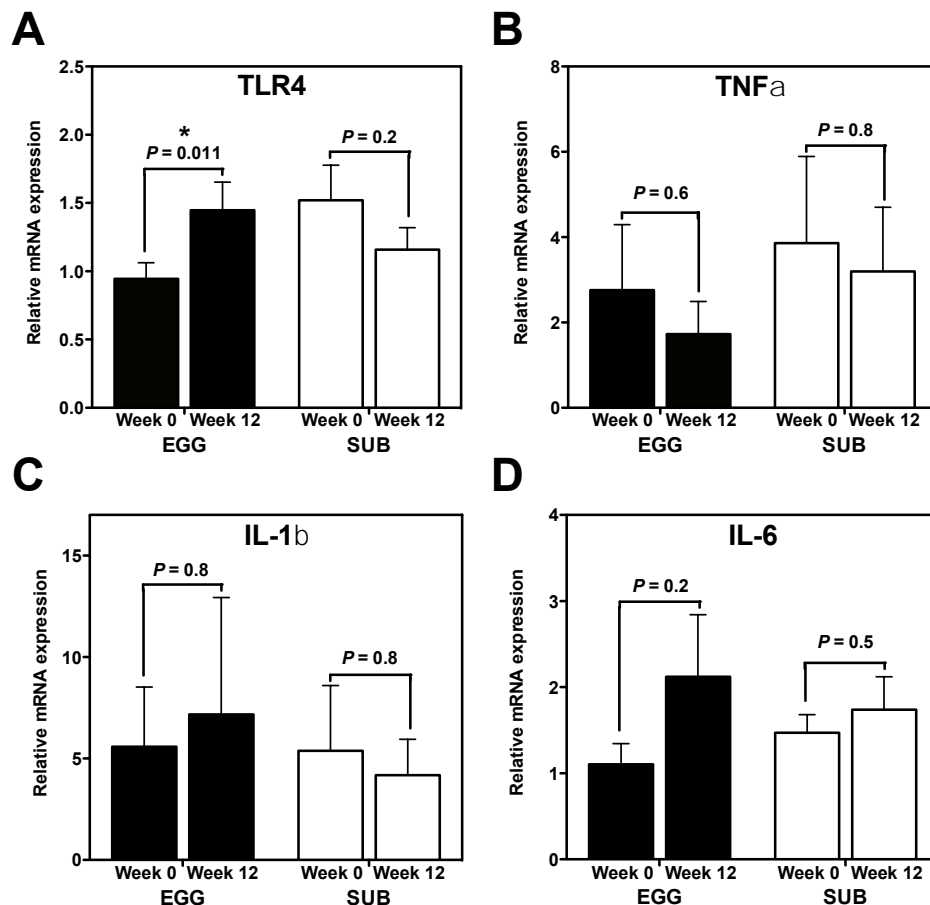 A
TLR4
Relative mRNA expression
2.5
2.0
1.5
1.0
0.5
0.0
*
P = 0.011
P = 0.2
Week 0 Week 12 Week 0 Week 12
EGG SUB
B
TNFa
Relative mRNA expression
8
6
4
2
0
P = 0.6
P = 0.8
Week 0 Week 12 Week 0 Week 12
EGG SUB
C
IL-1b
Relative mRNA expression
15
10
5
0
P = 0.8
P = 0.8
Week 0 Week 12 Week 0 Week 12
EGG SUB
D
IL-6
Relative mRNA expression
4
3
2
1
0
P = 0.2
P = 0.5
Week 0 Week 12 Week 0 Week 12
EGG SUB